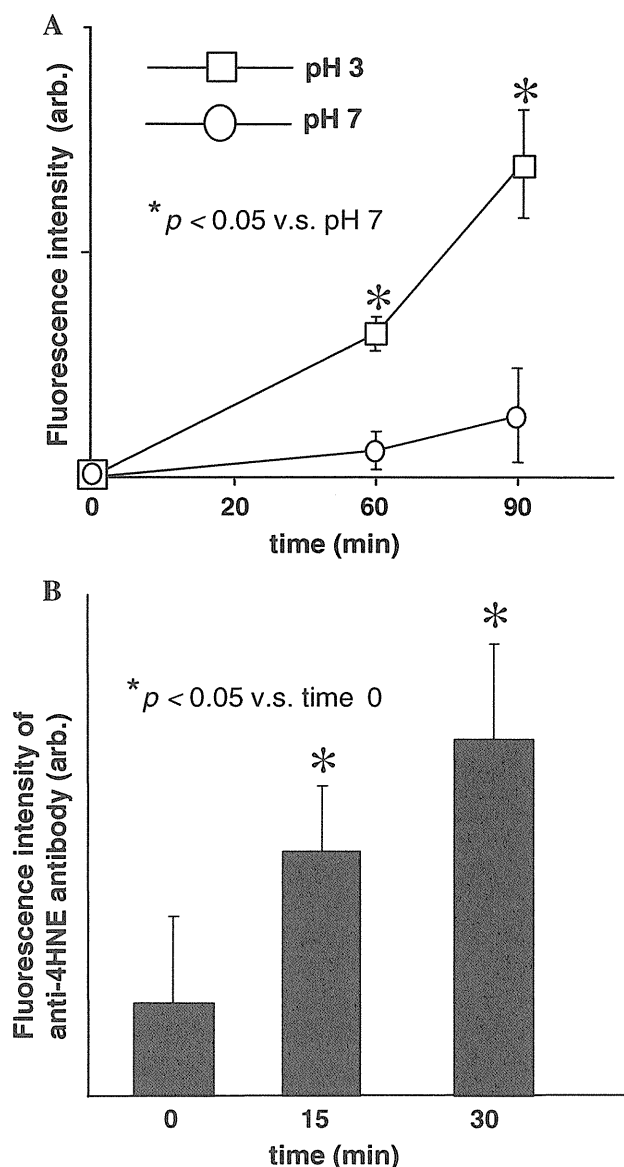 A
Fluorescence intensity (arb.)
pH 3
pH 7
* p < 0.05 v.s. pH 7
*
*
0 20 60 90
time (min)
B
Fluorescence intensity of
anti-4HNE antibody (arb.)
* p < 0.05 v.s. time 0
*
*
0 15 30
time (min)